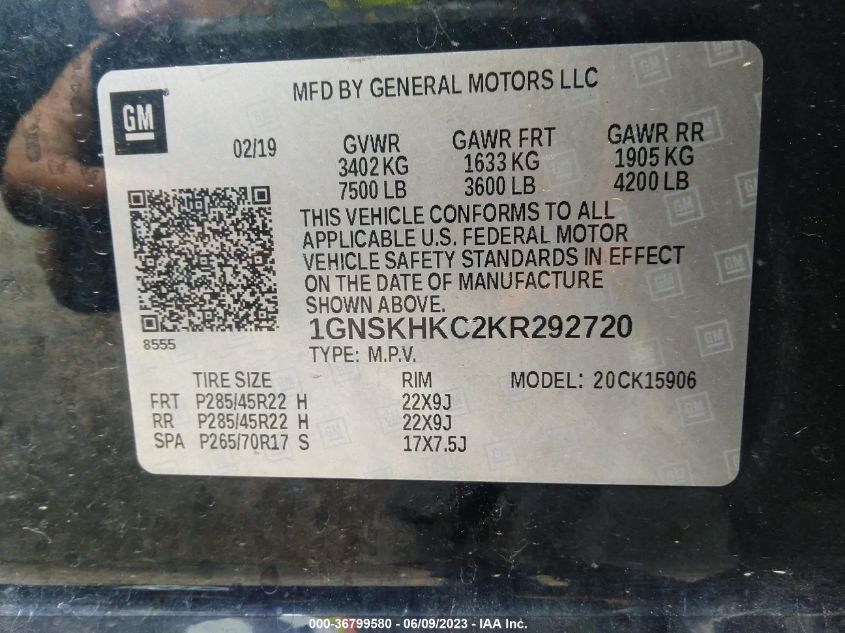 MFD BY GENERAL MOTORS LLC
GM
02/19 GVWR GAWR FRT GAWR RR
3402 KG 1633 KG 1905 KG
7500 LB 3600 LB 4200 LB
THIS VEHICLE CONFORMS TO ALL
APPLICABLE U.S. FEDERAL MOTOR
VEHICLE SAFETY STANDARDS IN EFFECT
ON THE DATE OF MANUFACTURE
SHOWN ABOVE.
1GNSKHKC2KR292720
8555
TYPE: M.P.V.
TIRE SIZE RIM MODEL: 20CK15906
FRT P285/45R22 H 22X9J
RR P285/45R22 H 22X9J
SPA P265/70R17 S 17X7.5J
000-36799580 - 06/09/2023 - IAA Inc.